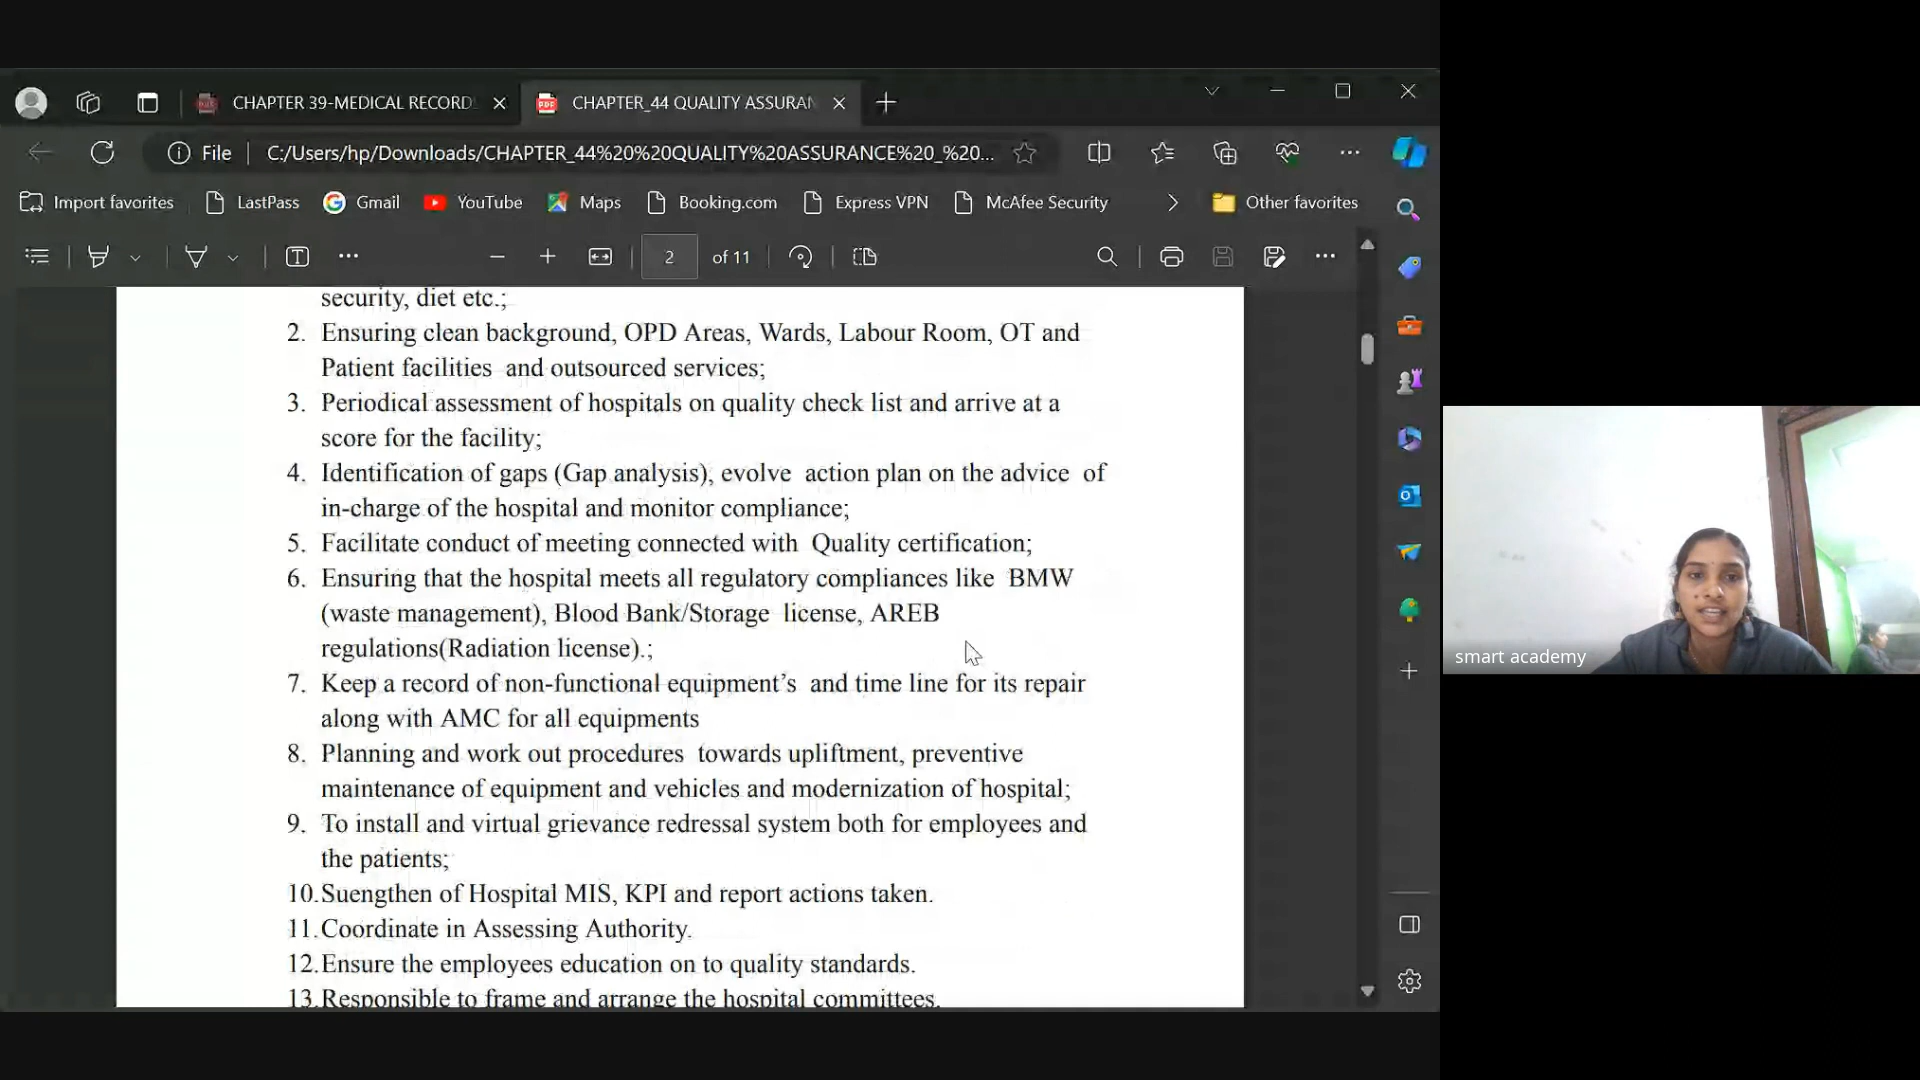 CHAPTER 39-MEDICAL RECORD
CHAPTER_44 QUALITY ASSURAN
File
C:/Users/hp/Downloads/CHAPTER_44%20%20QUALITY%20ASSURANCE%20_%20...
Import favorites
LastPass
Gmail
YouTube
Maps
Booking.com
Express VPN
McAfee Security
Other favorites
2 of 11
security, diet etc.;
2. Ensuring clean background, OPD Areas, Wards, Labour Room, OT and
Patient facilities and outsourced services;
3. Periodical assessment of hospitals on quality check list and arrive at a
score for the facility;
4. Identification of gaps (Gap analysis), evolve action plan on the advice of
in-charge of the hospital and monitor compliance;
5. Facilitate conduct of meeting connected with Quality certification;
6. Ensuring that the hospital meets all regulatory compliances like BMW
(waste management), Blood Bank/Storage license, AREB
regulations(Radiation license).;
7. Keep a record of non-functional equipment's and time line for its repair
along with AMC for all equipments
8. Planning and work out procedures towards upliftment, preventive
maintenance of equipment and vehicles and modernization of hospital;
9. To install and virtual grievance redressal system both for employees and
the patients;
10.Suengthen of Hospital MIS, KPI and report actions taken.
11.Coordinate in Assessing Authority.
12.Ensure the employees education on to quality standards.
13.Responsible to frame and arrange the hospital committees.
smart academy